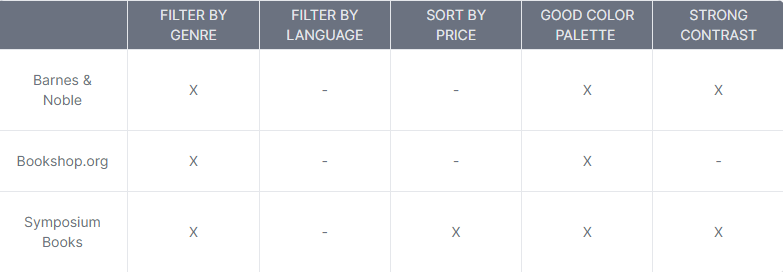 FILTER BY GENRE FILTER BY LANGUAGE SORT BY PRICE GOOD COLOR PALETTE STRONG CONTRAST
Barnes & Noble X - - X X
Bookshop.org X - - X -
Symposium Books X - X X X